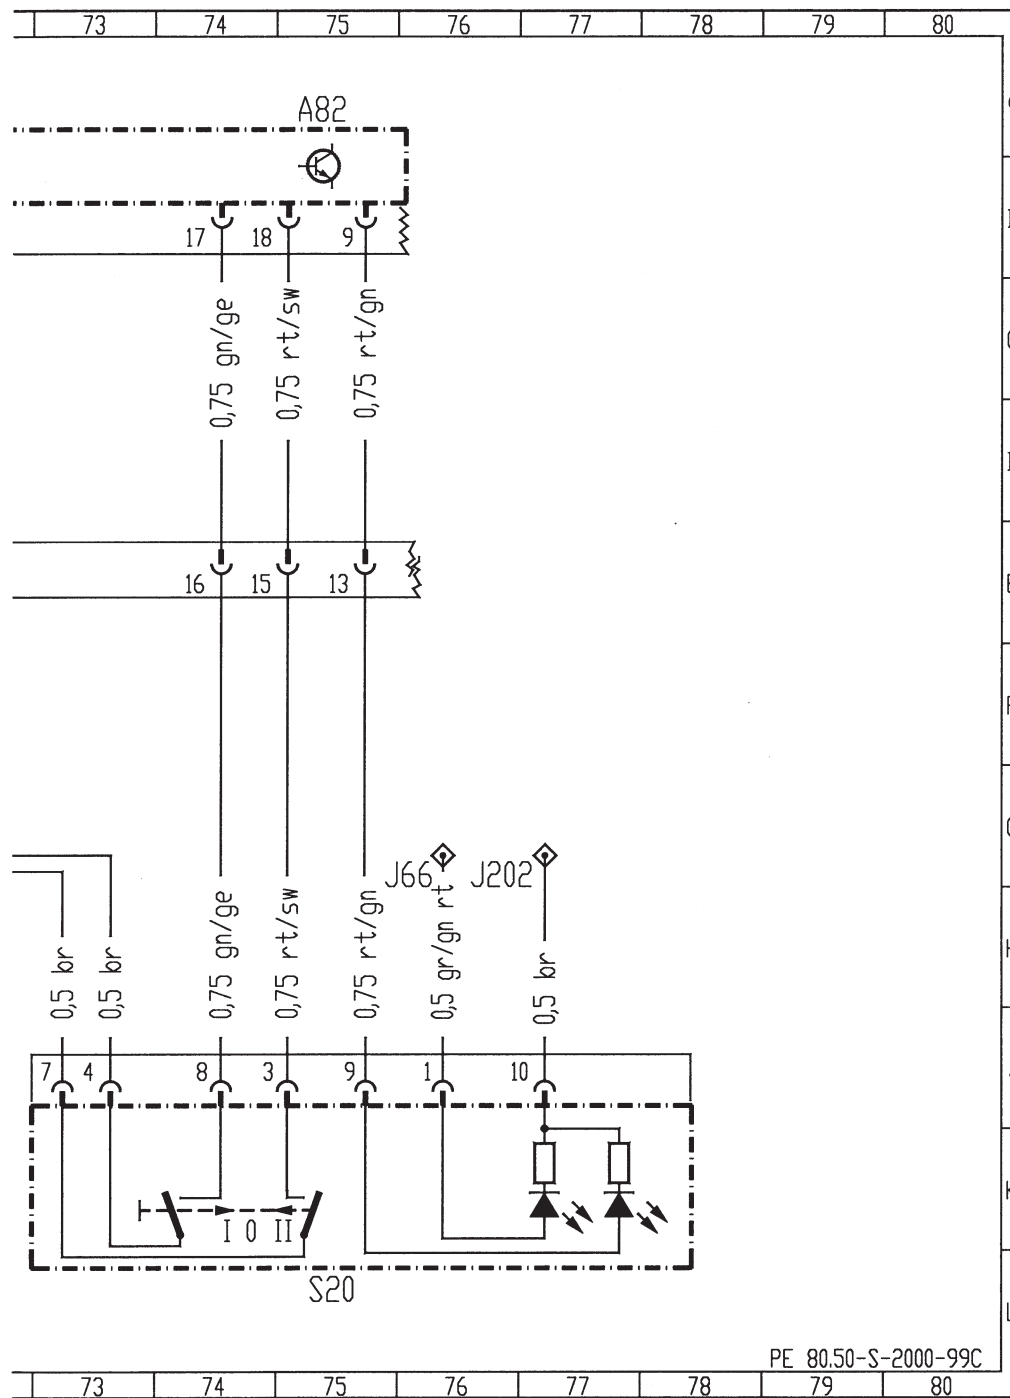 73 74 75 76 77 78 79 80
A82
17 18 9
0,75 gn/ge
0,75 rt/sw
0,75 rt/gn
16 15 13
J66 J202
0,5 br
0,5 br
0,75 gn/ge
0,75 rt/sw
0,75 rt/gn
0,5 gr/gn rt
0,5 br
7 4 8 3 9 1 10
I 0 II
S20
PE 80.50-S-2000-99C
73 74 75 76 77 78 79 80